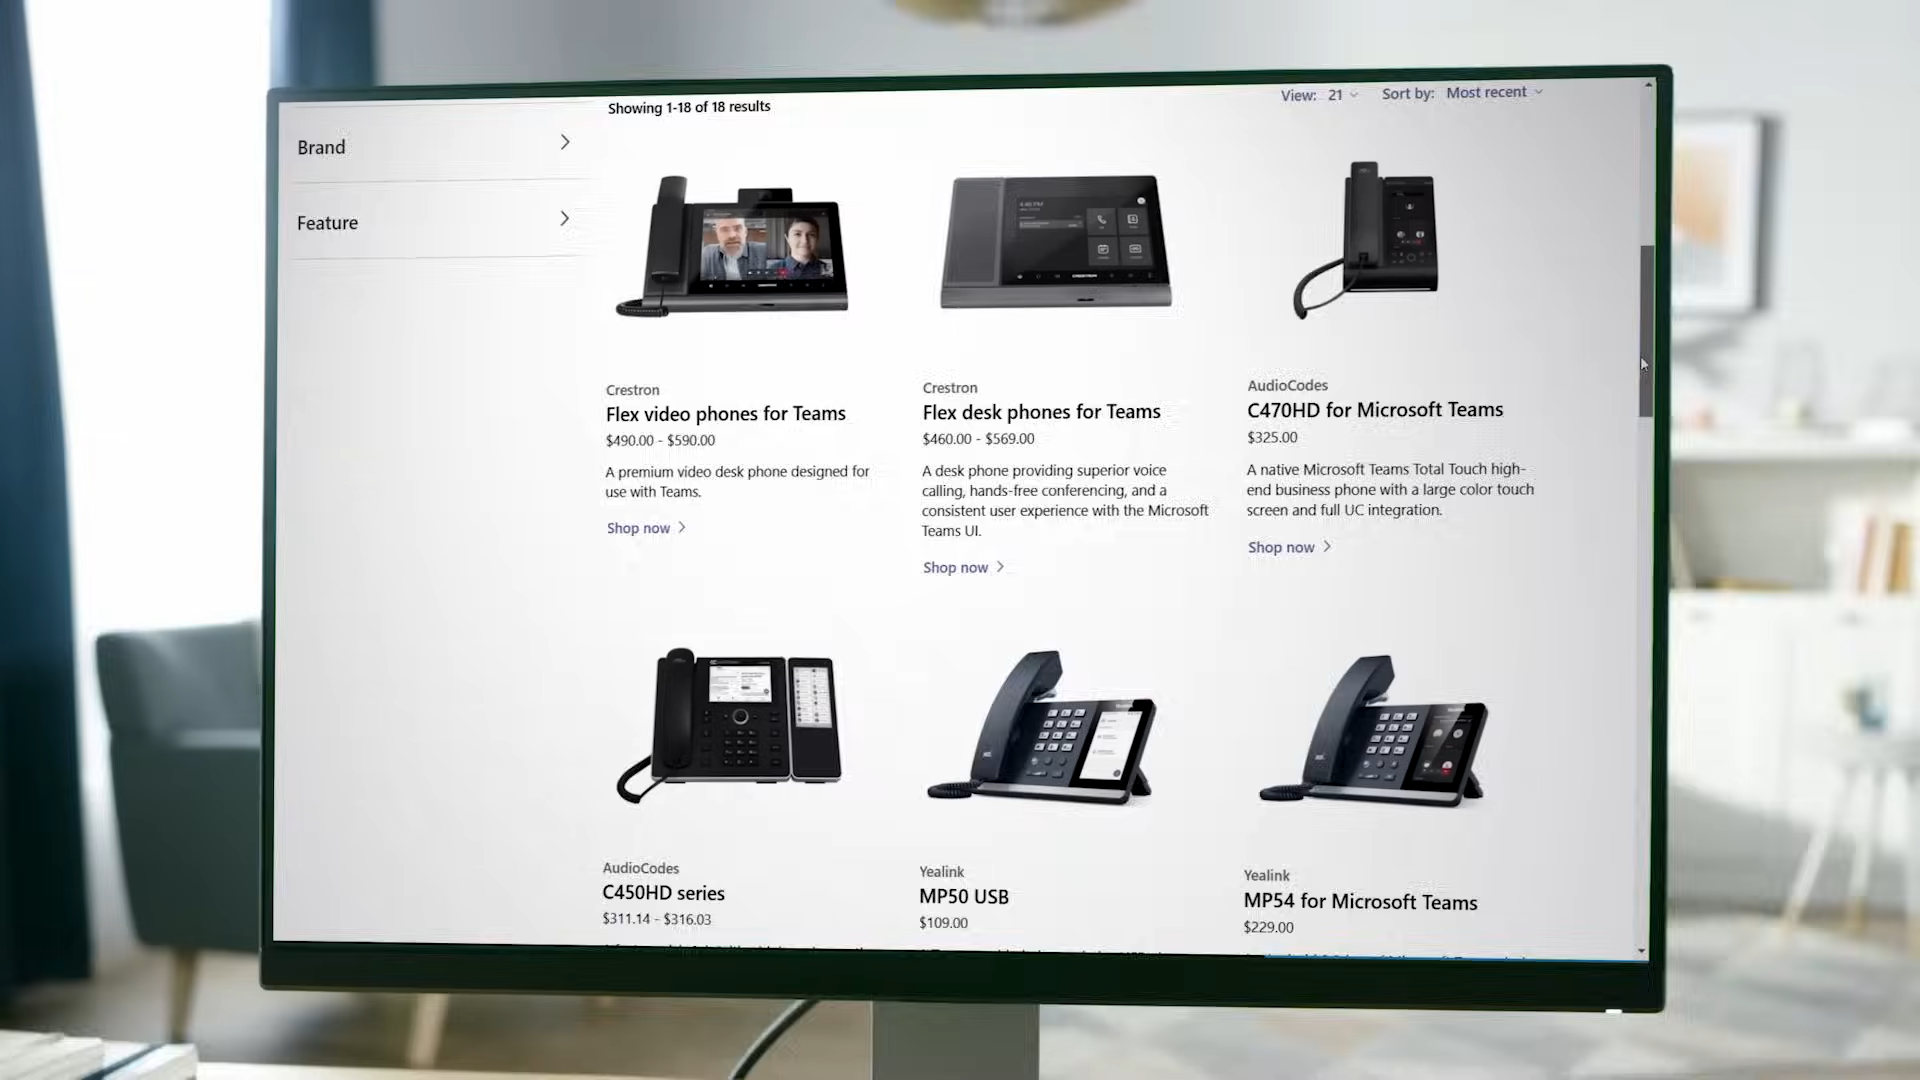 Showing 1-18 of 18 results
View: 21
Sort by: Most recent
Brand
Feature
Crestron
Flex video phones for Teams
$490.00 - $590.00
A premium video desk phone designed for
use with Teams.
Shop now
Crestron
Flex desk phones for Teams
$460.00 - $569.00
A desk phone providing superior voice
calling, hands-free conferencing, and a
consistent user experience with the Microsoft
Teams UI.
Shop now
AudioCodes
C470HD for Microsoft Teams
$325.00
A native Microsoft Teams Total Touch high-
end business phone with a large color touch
screen and full UC integration.
Shop now
AudioCodes
C450HD series
$311.14 - $316.03
Yealink
MP50 USB
$109.00
Yealink
MP54 for Microsoft Teams
$229.00